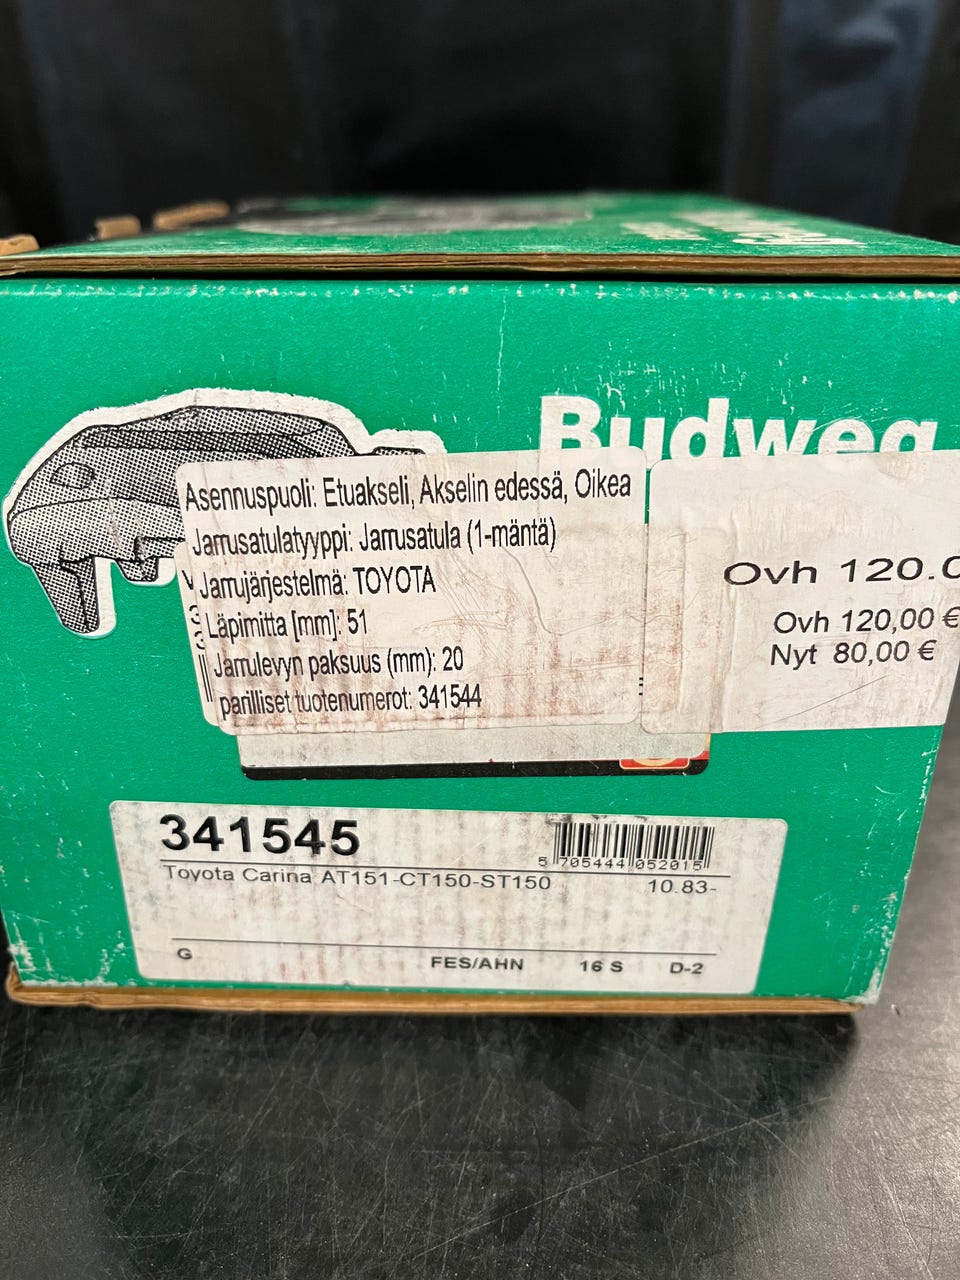 Budweg
Asennuspuoli: Etuakseli, Akselin edessä, Oikea
Jarrusatulatyyppi: Jarrusatula (1-mäntä)
Jarrujärjestelmä: TOYOTA
Läpimitta [mm]: 51
Jarrulevyn paksuus (mm): 20
parilliset tuotenumerot: 341544
Ovh 120.0
Ovh 120,00 €
Nyt 80,00 €
341545
5 705444 052015
Toyota Carina AT151-CT150-ST150 10.83-
G FES/AHN 16 S D-2